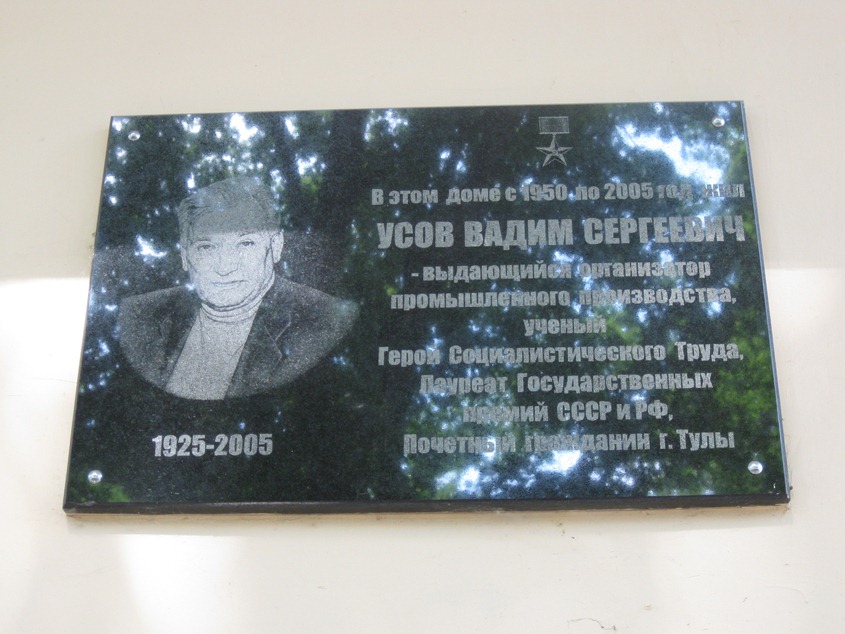 В этом доме с 1950 по 2005 год жил
УСОВ ВАДИМ СЕРГЕЕВИЧ
- выдающийся организатор
промышленного производства,
ученый
Герой Социалистического Труда,
Лауреат Государственных
Премий СССР и РФ,
Почетный гражданин г. Тулы
1925-2005